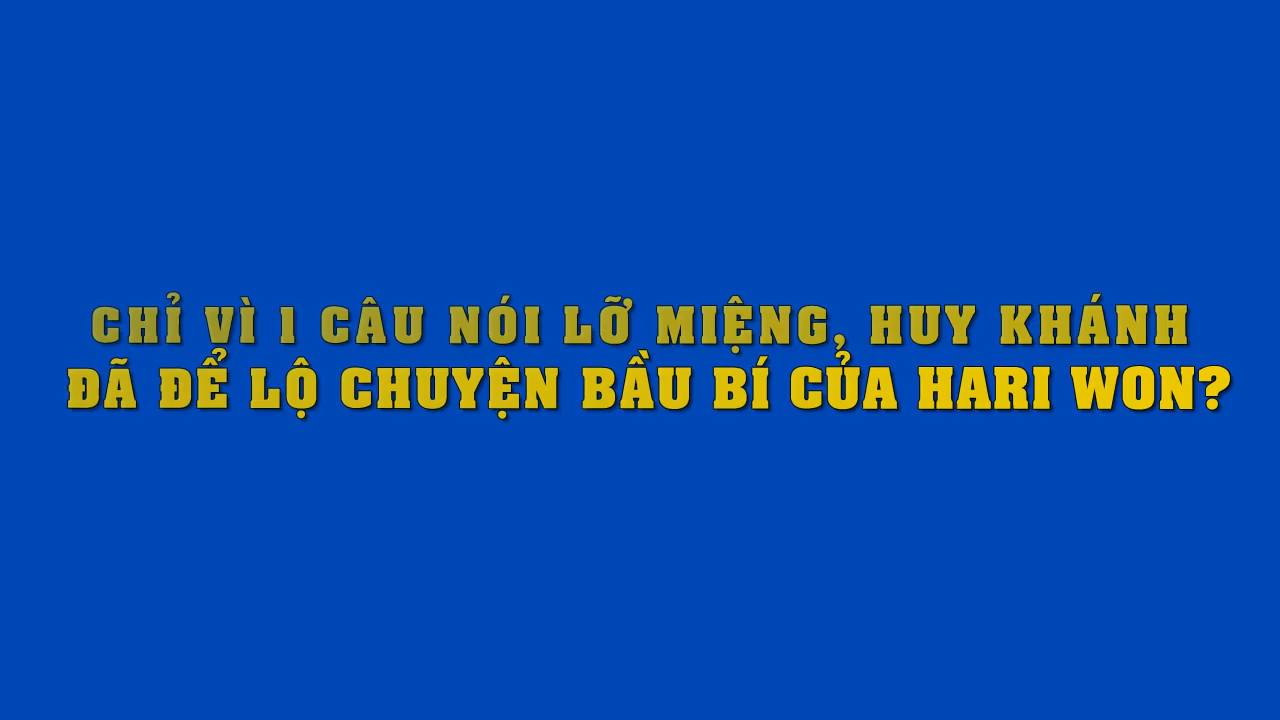 CHỈ VÌ 1 CÂU NÓI LỠ MIỆNG, HUY KHÁNH
ĐÃ ĐỂ LỘ CHUYỆN BẦU BÍ CỦA HARI WON?